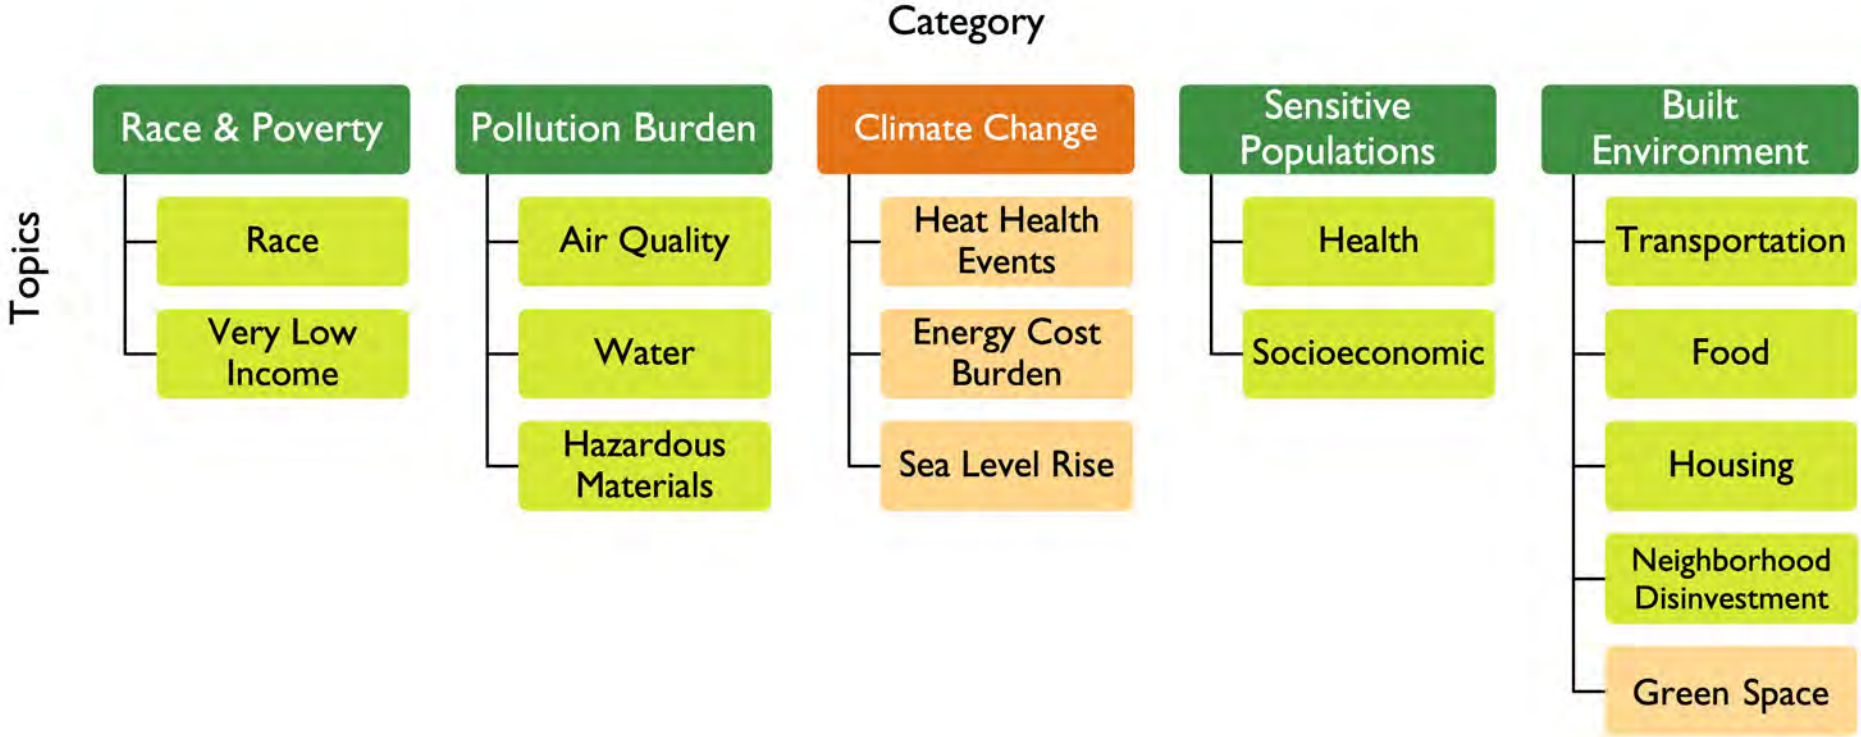 Category
Topics
Race & Poverty
Race
Very Low
Income
Pollution Burden
Air Quality
Water
Hazardous
Materials
Climate Change
Heat Health
Events
Energy Cost
Burden
Sea Level Rise
Sensitive
Populations
Health
Socioeconomic
Built
Environment
Transportation
Food
Housing
Neighborhood
Disinvestment
Green Space